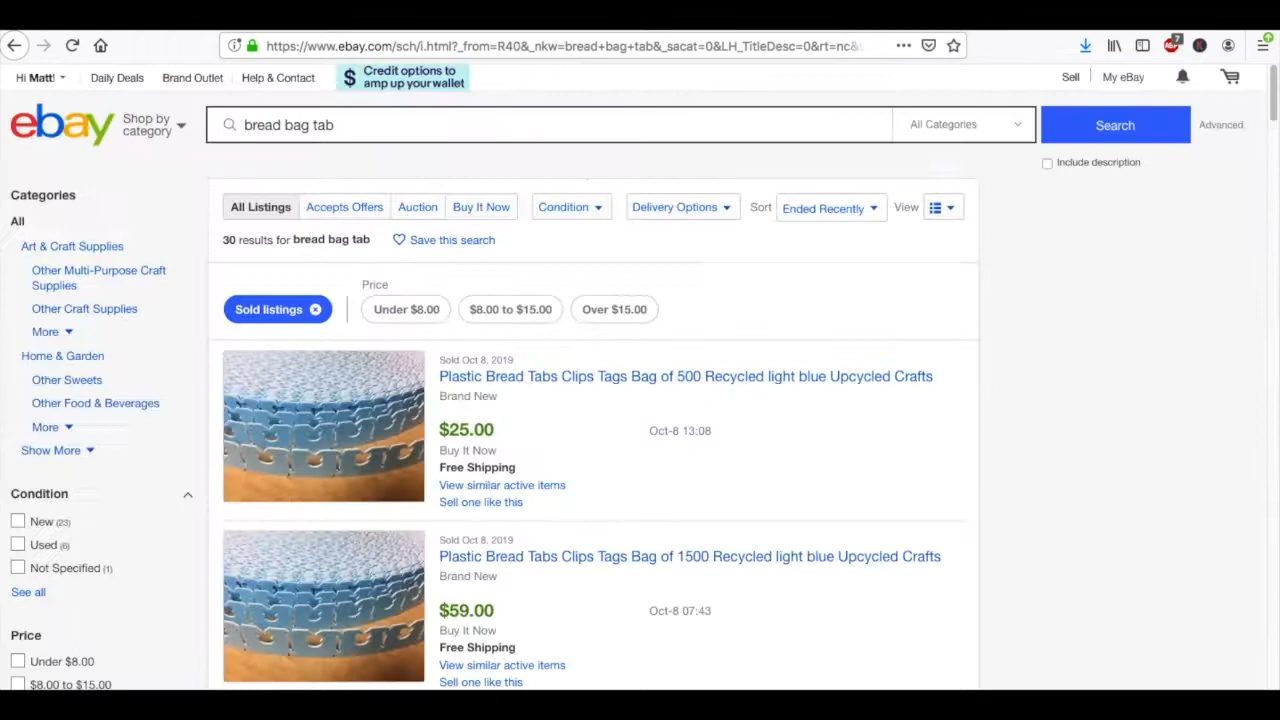 https://www.ebay.com/sch/i.html?_from=R40&_nkw=bread+bag+tab&_sacat=0&LH_TitleDesc=0&rt=nc&
7
Hi Matt!
Daily Deals
Brand Outlet
Help & Contact
$ Credit options to
amp up your wallet
Sell
My eBay
ebay
Shop by
category
bread bag tab
All Categories
Search
Advanced
Include description
Categories
All
Art & Craft Supplies
Other Multi-Purpose Craft
Supplies
Other Craft Supplies
More
Home & Garden
Other Sweets
Other Food & Beverages
More
Show More
Condition
New (23)
Used (6)
Not Specified (1)
See all
Price
Under $8.00
$8.00 to $15.00
All Listings
Accepts Offers
Auction
Buy It Now
Condition
Delivery Options
Sort
Ended Recently
View
30 results for bread bag tab
Save this search
Price
Sold listings
Under $8.00
$8.00 to $15.00
Over $15.00
Sold Oct 8, 2019
Plastic Bread Tabs Clips Tags Bag of 500 Recycled light blue Upcycled Crafts
Brand New
$25.00
Oct-8 13:08
Buy It Now
Free Shipping
View similar active items
Sell one like this
Sold Oct 8, 2019
Plastic Bread Tabs Clips Tags Bag of 1500 Recycled light blue Upcycled Crafts
Brand New
$59.00
Oct-8 07:43
Buy It Now
Free Shipping
View similar active items
Sell one like this